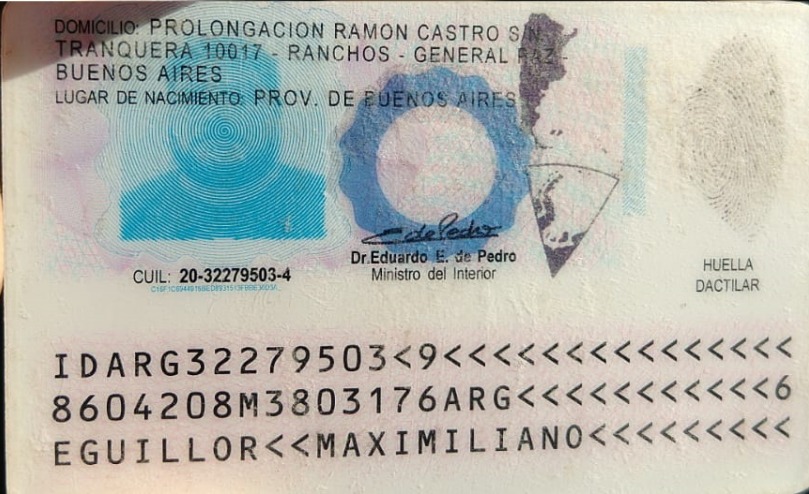 DOMICILIO: PROLONGACION RAMON CASTRO S/N
TRANQUERA 10017 - RANCHOS - GENERAL PAZ -
BUENOS AIRES
LUGAR DE NACIMIENTO: PROV. DE BUENOS AIRES
Dr.Eduardo E. de Pedro
Ministro del Interior
CUIL: 20-32279503-4
HUELLA
DACTILAR
IDARG32279503<9<<<<<<<<<<<<<<<
8604208M3803176ARG<<<<<<<<<<<6
EGUILLOR<<MAXIMILIANO<<<<<<<<<